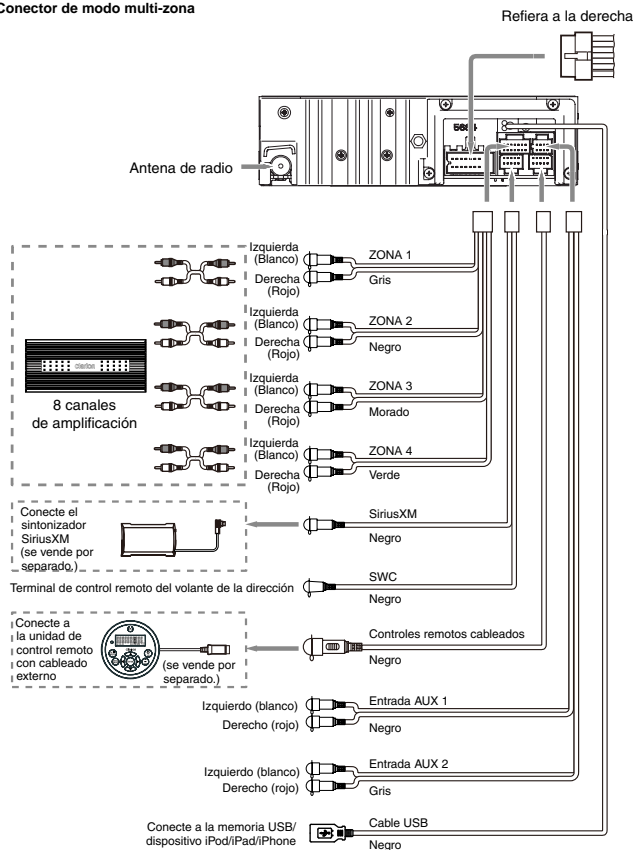 Conector de modo multi-zona
Refiera a la derecha
Antena de radio
Izquierda
(Blanco)
ZONA 1
Derecha
(Rojo)
Gris
Izquierda
(Blanco)
ZONA 2
Derecha
(Rojo)
Negro
clarion
8 canales
de amplificación
Izquierda
(Blanco)
ZONA 3
Derecha
(Rojo)
Morado
Izquierda
(Blanco)
ZONA 4
Derecha
(Rojo)
Verde
Conecte el
sintonizador
SiriusXM
(se vende por
separado.)
SiriusXM
Negro
Terminal de control remoto del volante de la dirección
SWC
Negro
Conecte a
la unidad de
control remoto
con cableado
externo
(se vende por
separado.)
Controles remotos cableados
Negro
Izquierdo (blanco)
Entrada AUX 1
Derecho (rojo)
Negro
Izquierdo (blanco)
Entrada AUX 2
Derecho (rojo)
Gris
Conecte a la memoria USB/
dispositivo iPod/iPad/iPhone
Cable USB
Negro